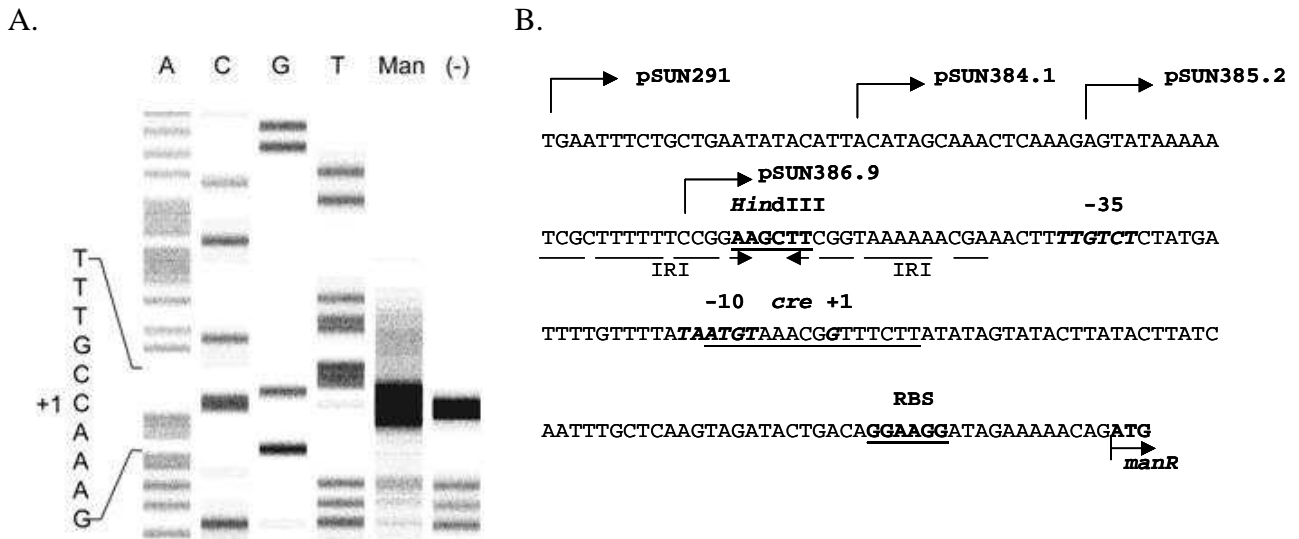 A.
A C G T Man (-)
T
T
T
G
C
+1 C
A
A
A
G
B.
pSUN291 pSUN384.1 pSUN385.2
TGAATTTCTGCTGAATATACATTACATAGCAAACTCAAAGAGTATAAAAA
pSUN386.9
HindIII -35
TCGCTTTTTTCCGGAAGCTTCGGTAAAAAACGAAACTTTTGTCTCTATGA
IRI IRI
-10 cre +1
TTTTGTTTTATAATGTAAACGGTTTCTTATATAGTATACTTATACTTATC
RBS
AATTTGCTCAAGTAGATACTGACAGGAAGGATAGAAAAACAGATG
manR